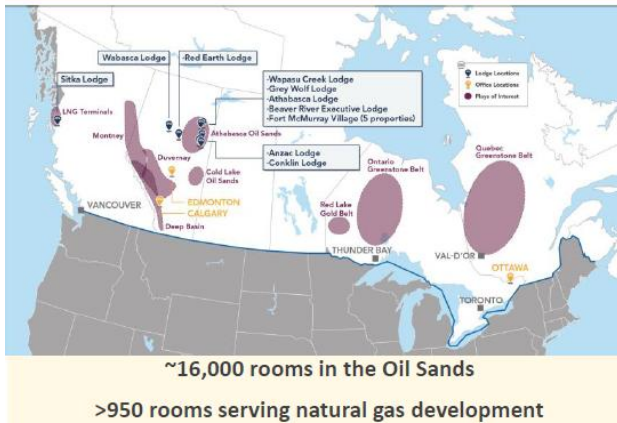 Wabasca Lodge
-Red Earth Lodge
Sitka Lodge
-Wapasu Creek Lodge
-Grey Wolf Lodge
-Athabasca Lodge
-Beaver River Executive Lodge
-Fort McMurray Village (5 properties)
Lodge Locations
Office Locations
Plays of Interest
LNG Terminals
Montney
Athabasca Oil Sands
Duvernay
-Anzac Lodge
-Conklin Lodge
Cold Lake
Oil Sands
Ontario
Greenstone Belt
Quebec
Greenstone Belt
EDMONTON
CALGARY
VANCOUVER
Deep Basin
Red Lake
Gold Belt
THUNDER BAY
VAL-D'OR
OTTAWA
TORONTO
~16,000 rooms in the Oil Sands
>950 rooms serving natural gas development